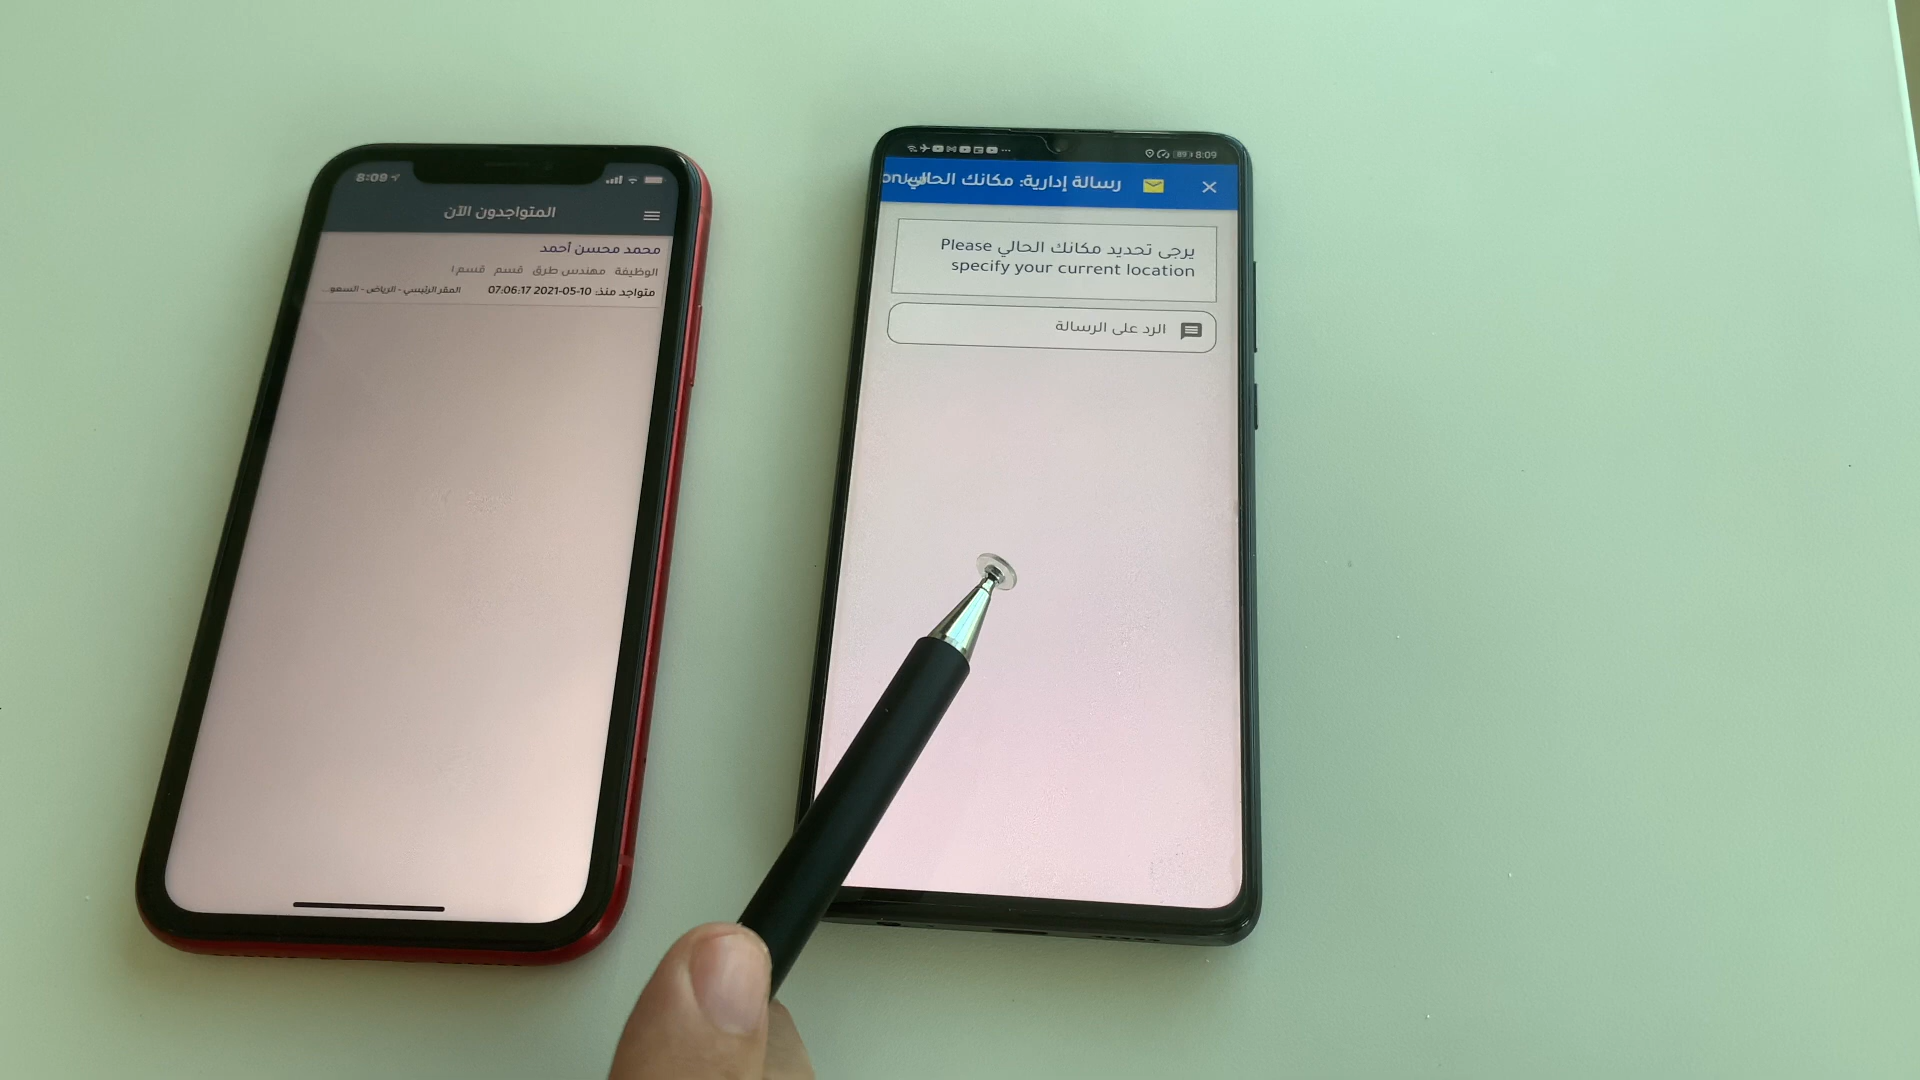 8:09
المتواجدون الآن
محمد محسن أحمد
الوظيفة مهندس طرق قسم قسم١
متواجد منذ: 10-05-2021 07:06:17 المقر الرئيسي - الرياض - السعو...
89 8:09
رسالة إدارية: مكانك الحالي
يرجى تحديد مكانك الحالي Please
specify your current location
الرد على الرسالة